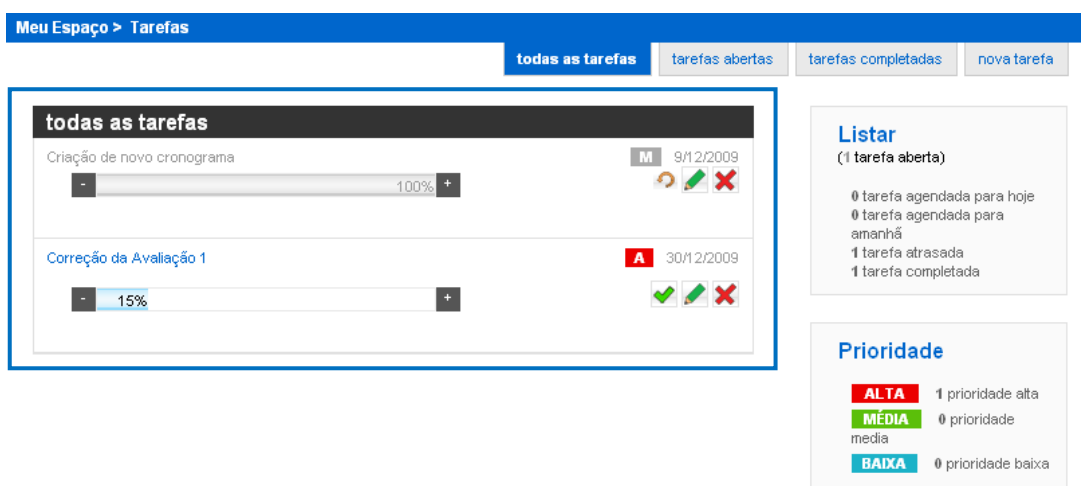 Meu Espaço > Tarefas
todas as tarefas
tarefas abertas
tarefas completadas
nova tarefa
todas as tarefas
Criação de novo cronograma
M 9/12/2009
- 100% +
Correção da Avaliação 1
A 30/12/2009
- 15% +
Listar
(1 tarefa aberta)
0 tarefa agendada para hoje
0 tarefa agendada para
amanhã
1 tarefa atrasada
1 tarefa completada
Prioridade
ALTA 1 prioridade alta
MÉDIA 0 prioridade
media
BAIXA 0 prioridade baixa